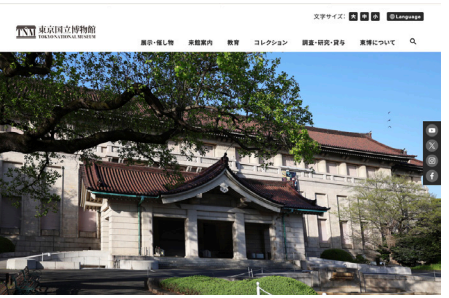 文字サイズ： 大 中 小 Language
TNM 東京国立博物館
TOKYO NATIONAL MUSEUM
展示・催し物 来館案内 教育 コレクション 調査・研究・貸与 東博について